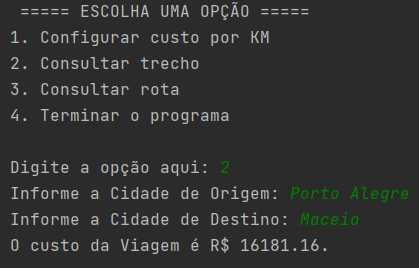 ===== ESCOLHA UMA OPÇÃO =====
1. Configurar custo por KM
2. Consultar trecho
3. Consultar rota
4. Terminar o programa
Digite a opção aqui: 2
Informe a Cidade de Origem: Porto Alegre
Informe a Cidade de Destino: Maceio
O custo da Viagem é R$ 16181.16.